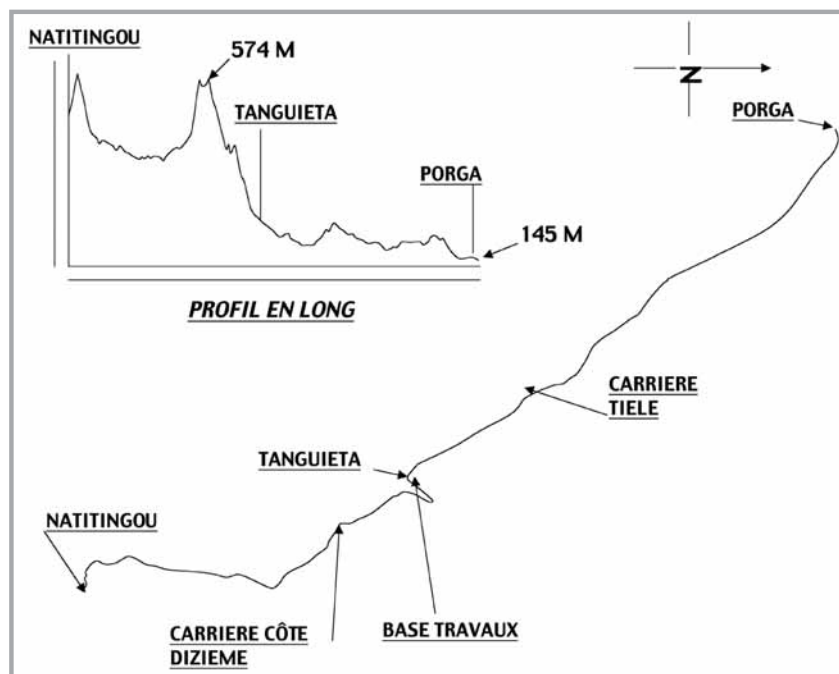 NATITINGOU
574 M
TANGUIETA
PORGA
145 M
PROFIL EN LONG
N
PORGA
CARRIERE
TIELE
TANGUIETA
NATITINGOU
CARRIERE CÔTE
DIZIEME
BASE TRAVAUX